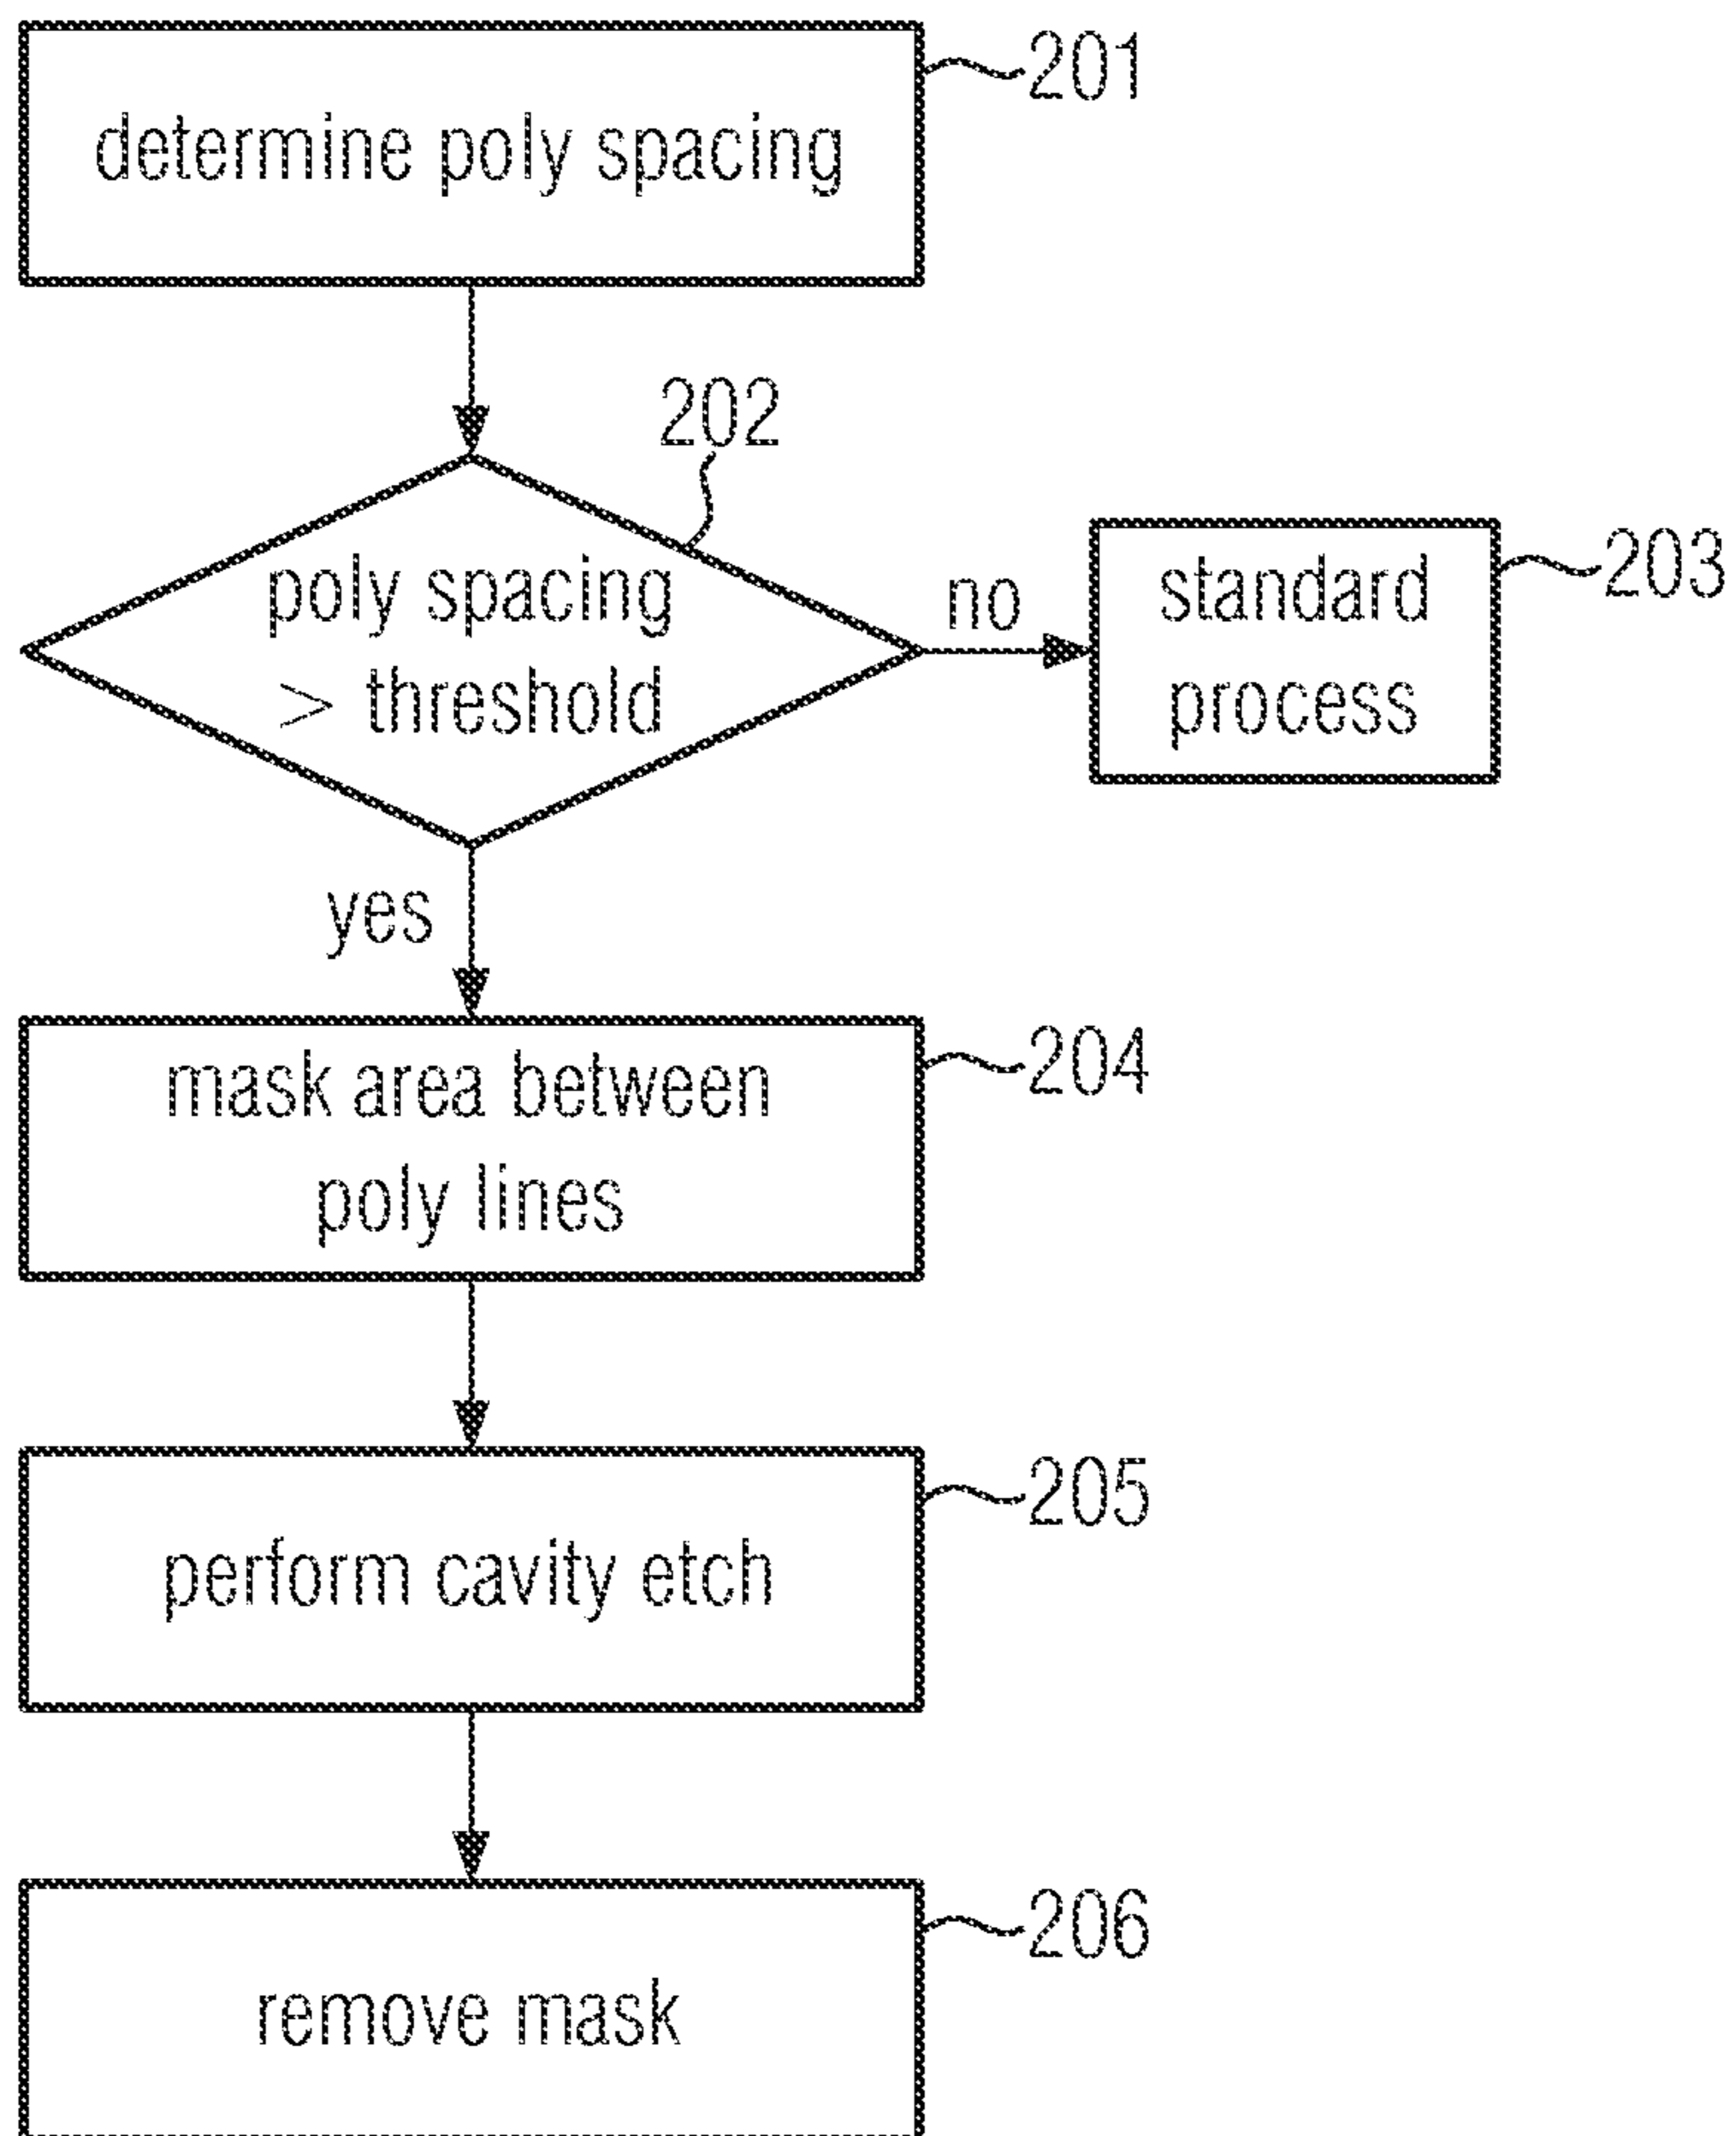 201
determine poly spacing
202
poly spacing
> threshold
no
standard
process
203
yes
mask area between
poly lines
204
perform cavity etch
205
remove mask
206